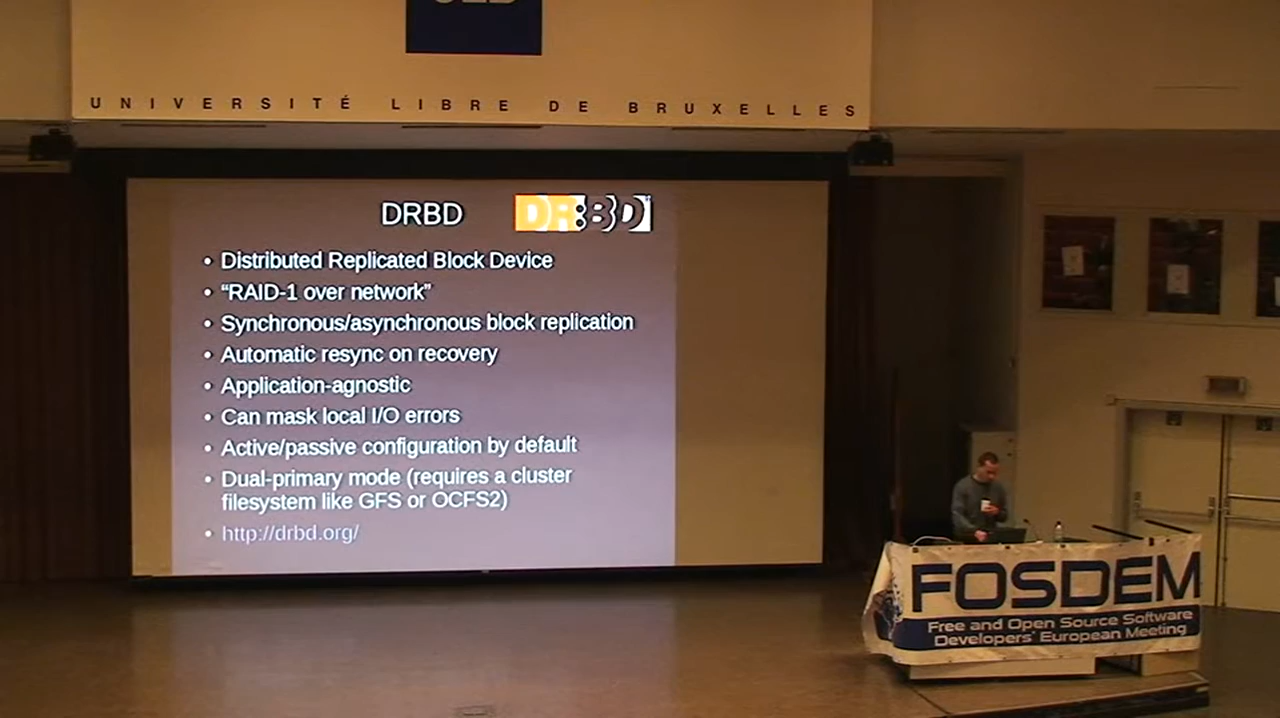 UNIVERSITÉ LIBRE DE BRUXELLES
DRBD
DR:BD
• Distributed Replicated Block Device
• “RAID-1 over network”
• Synchronous/asynchronous block replication
• Automatic resync on recovery
• Application-agnostic
• Can mask local I/O errors
• Active/passive configuration by default
• Dual-primary mode (requires a cluster
filesystem like GFS or OCFS2)
• http://drbd.org/
FOSDEM
Free and Open Source Software
Developers' European Meeting